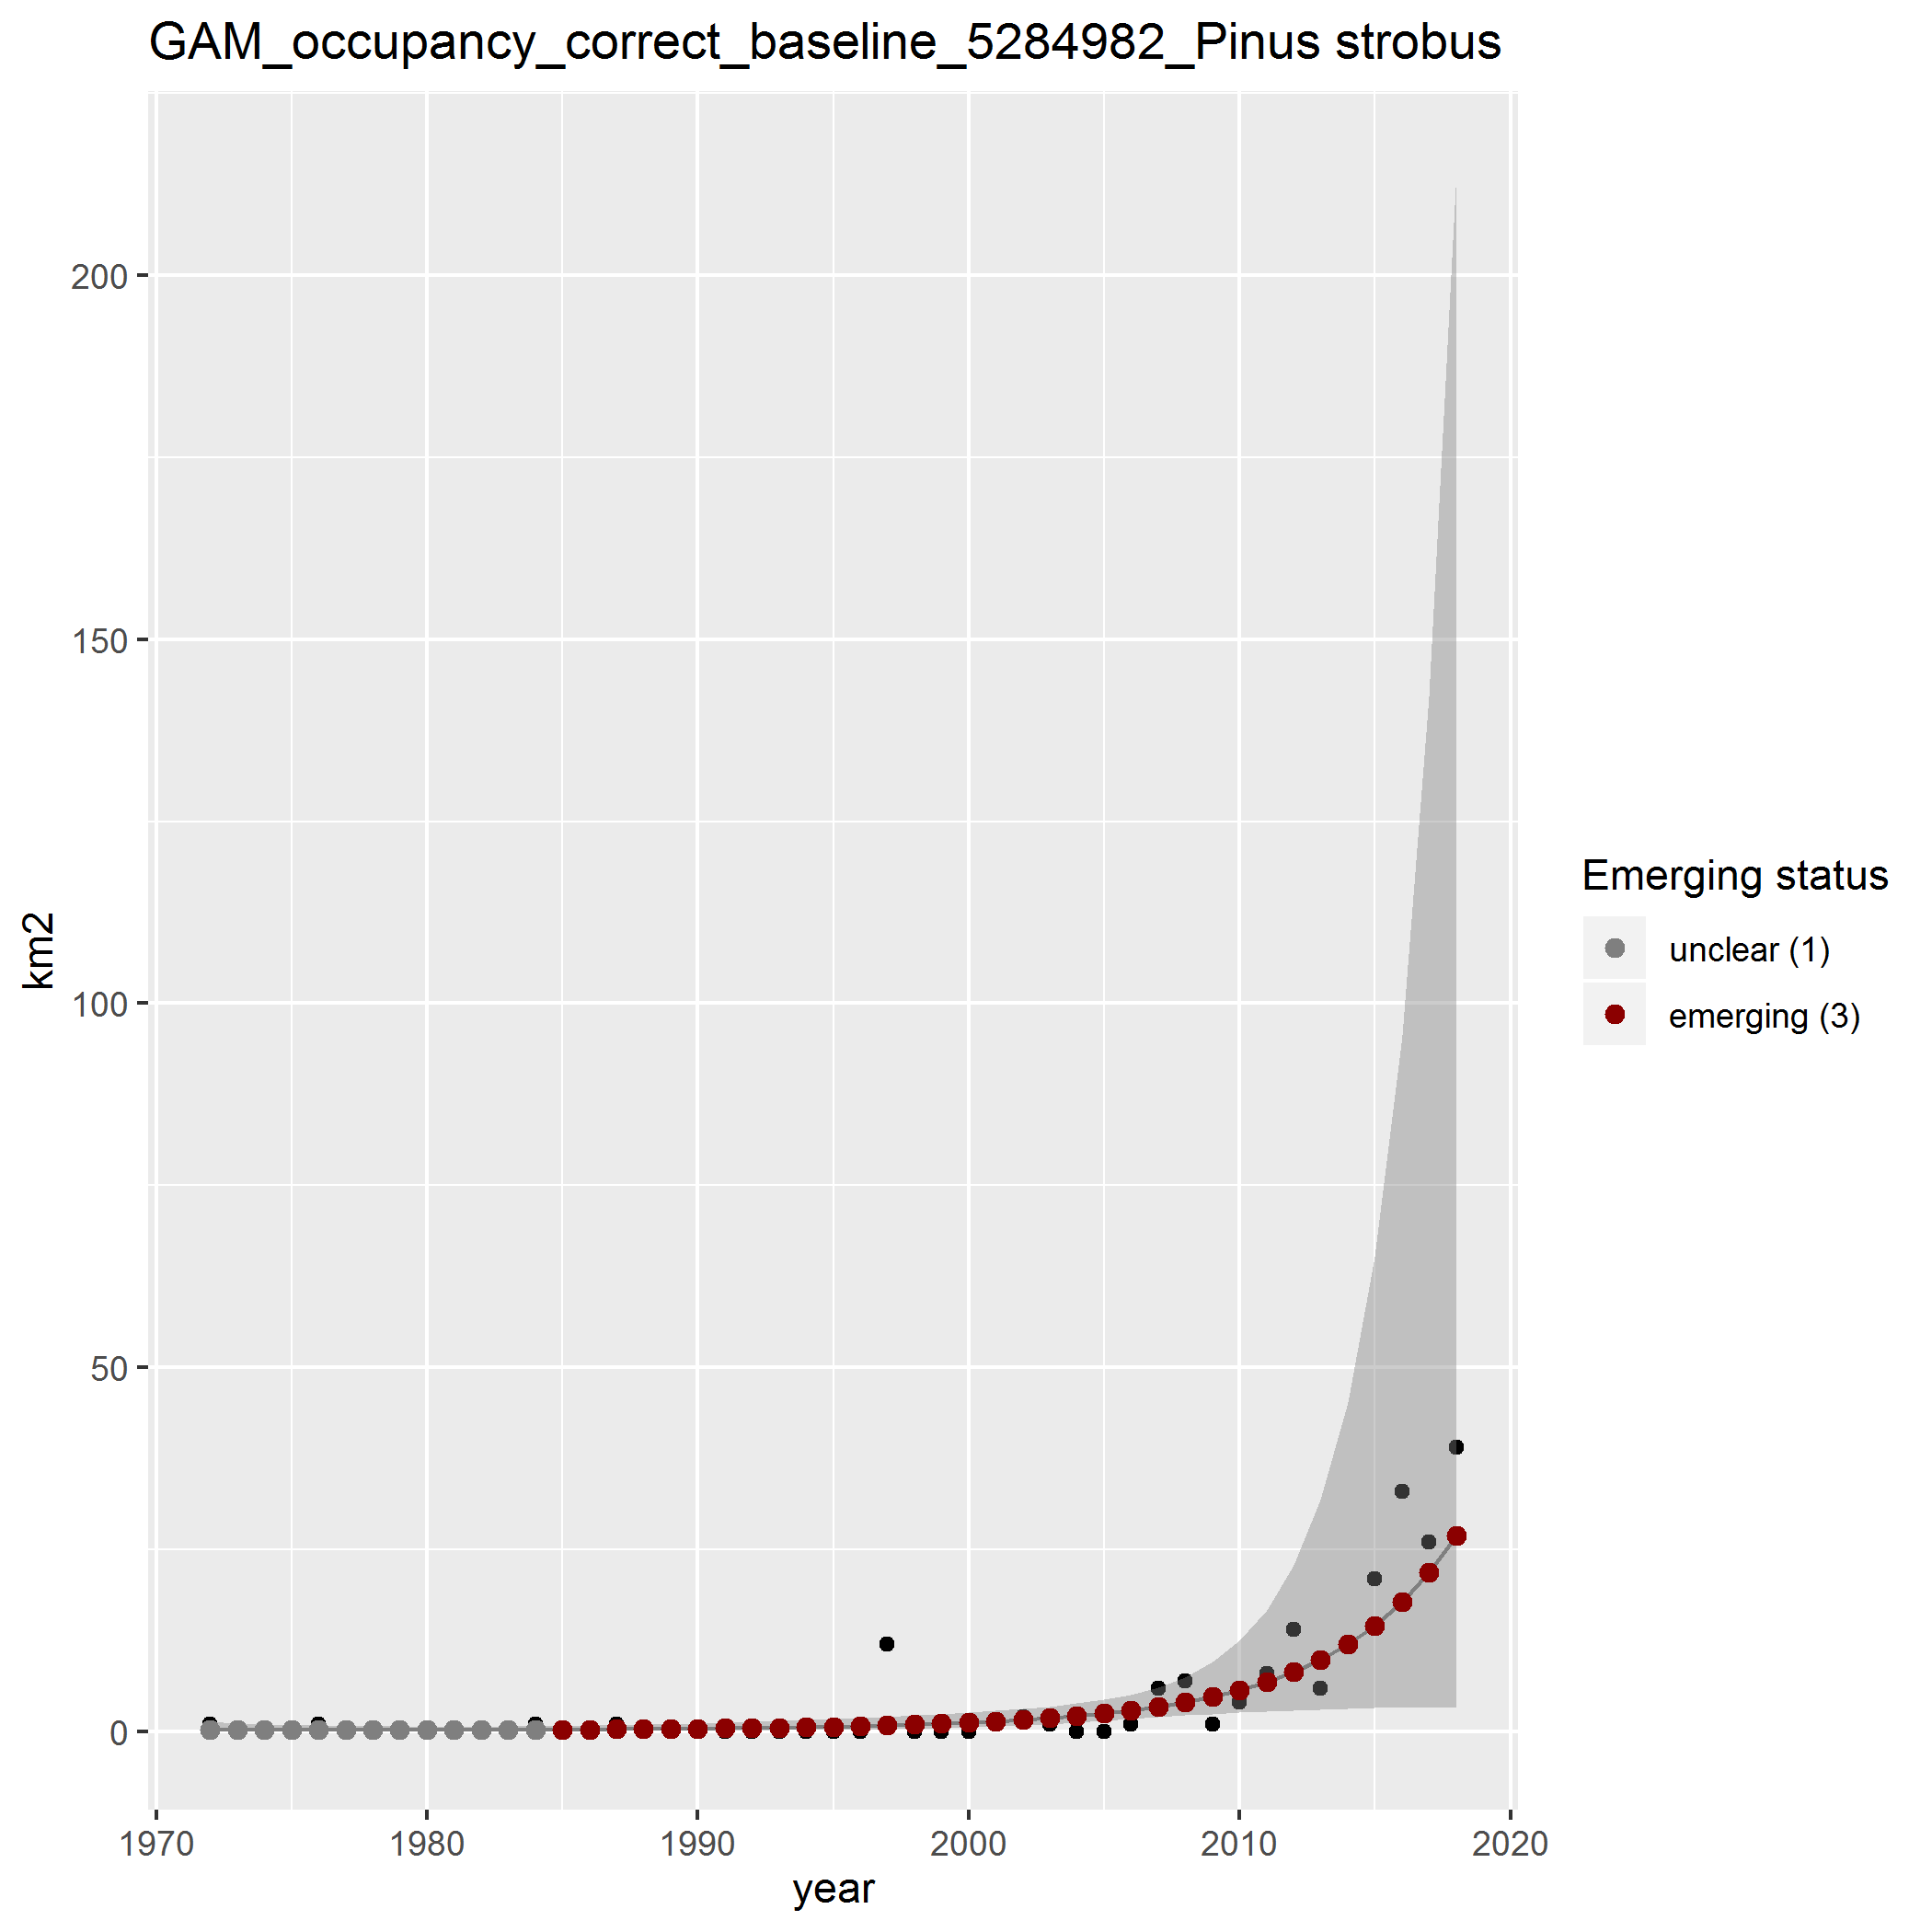 GAM_occupancy_correct_baseline_5284982_Pinus strobus
km2
200
150
100
50
0
1970 1980 1990 2000 2010 2020
year
Emerging status
unclear (1)
emerging (3)